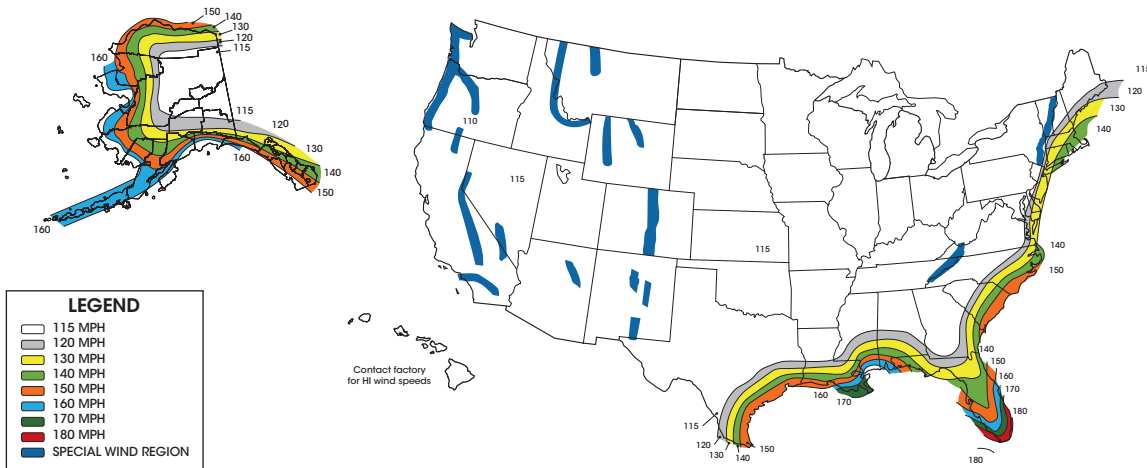 150
140
130
120
115
160
115
120
130
140
150
160
160
LEGEND
115 MPH
120 MPH
130 MPH
140 MPH
150 MPH
160 MPH
170 MPH
180 MPH
SPECIAL WIND REGION
Contact factory
for HI wind speeds
110
115
115
115
120
130
140
140
150
140
150
160
170
180
180
160
170
115
120
130
140
150